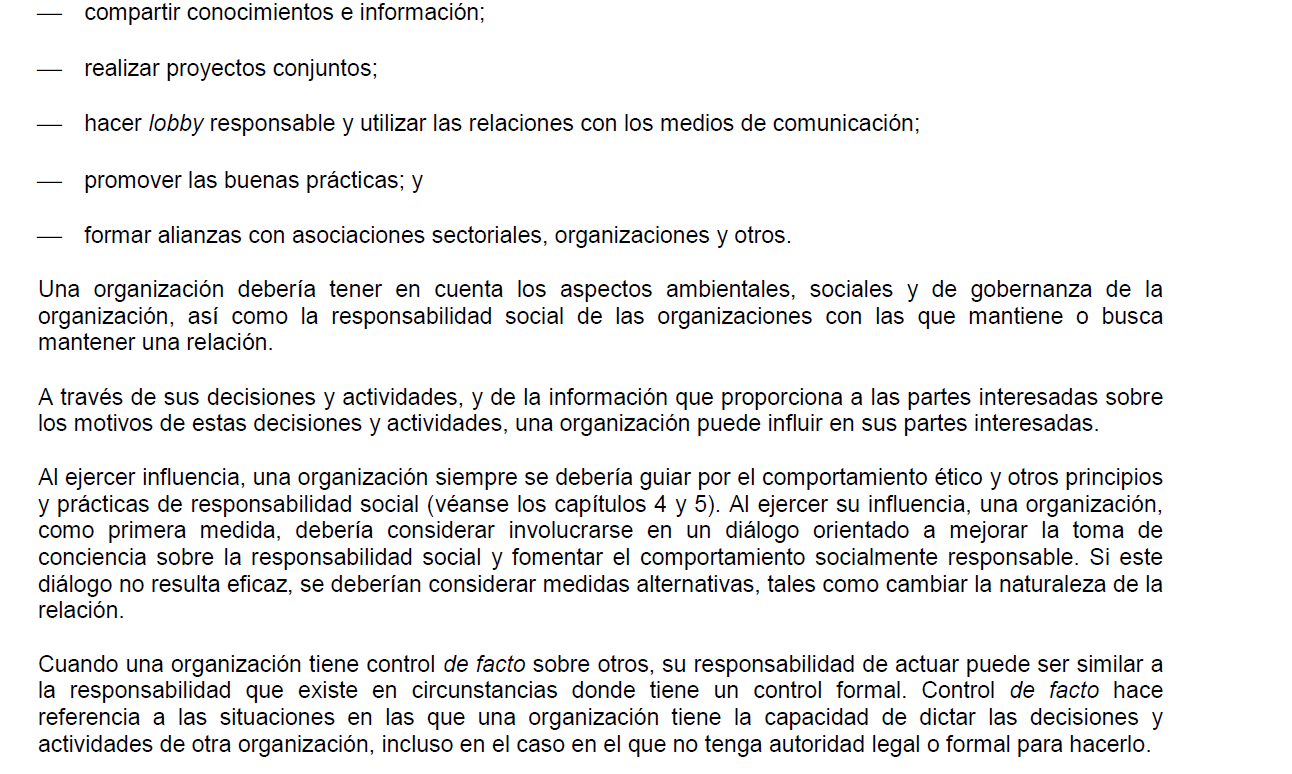 — compartir conocimientos e información;
— realizar proyectos conjuntos;
— hacer lobby responsable y utilizar las relaciones con los medios de comunicación;
— promover las buenas prácticas; y
— formar alianzas con asociaciones sectoriales, organizaciones y otros.
Una organización debería tener en cuenta los aspectos ambientales, sociales y de gobernanza de la
organización, así como la responsabilidad social de las organizaciones con las que mantiene o busca
mantener una relación.
A través de sus decisiones y actividades, y de la información que proporciona a las partes interesadas sobre
los motivos de estas decisiones y actividades, una organización puede influir en sus partes interesadas.
Al ejercer influencia, una organización siempre se debería guiar por el comportamiento ético y otros principios
y prácticas de responsabilidad social (véanse los capítulos 4 y 5). Al ejercer su influencia, una organización,
como primera medida, debería considerar involucrarse en un diálogo orientado a mejorar la toma de
conciencia sobre la responsabilidad social y fomentar el comportamiento socialmente responsable. Si este
diálogo no resulta eficaz, se deberían considerar medidas alternativas, tales como cambiar la naturaleza de la
relación.
Cuando una organización tiene control de facto sobre otros, su responsabilidad de actuar puede ser similar a
la responsabilidad que existe en circunstancias donde tiene un control formal. Control de facto hace
referencia a las situaciones en las que una organización tiene la capacidad de dictar las decisiones y
actividades de otra organización, incluso en el caso en el que no tenga autoridad legal o formal para hacerlo.